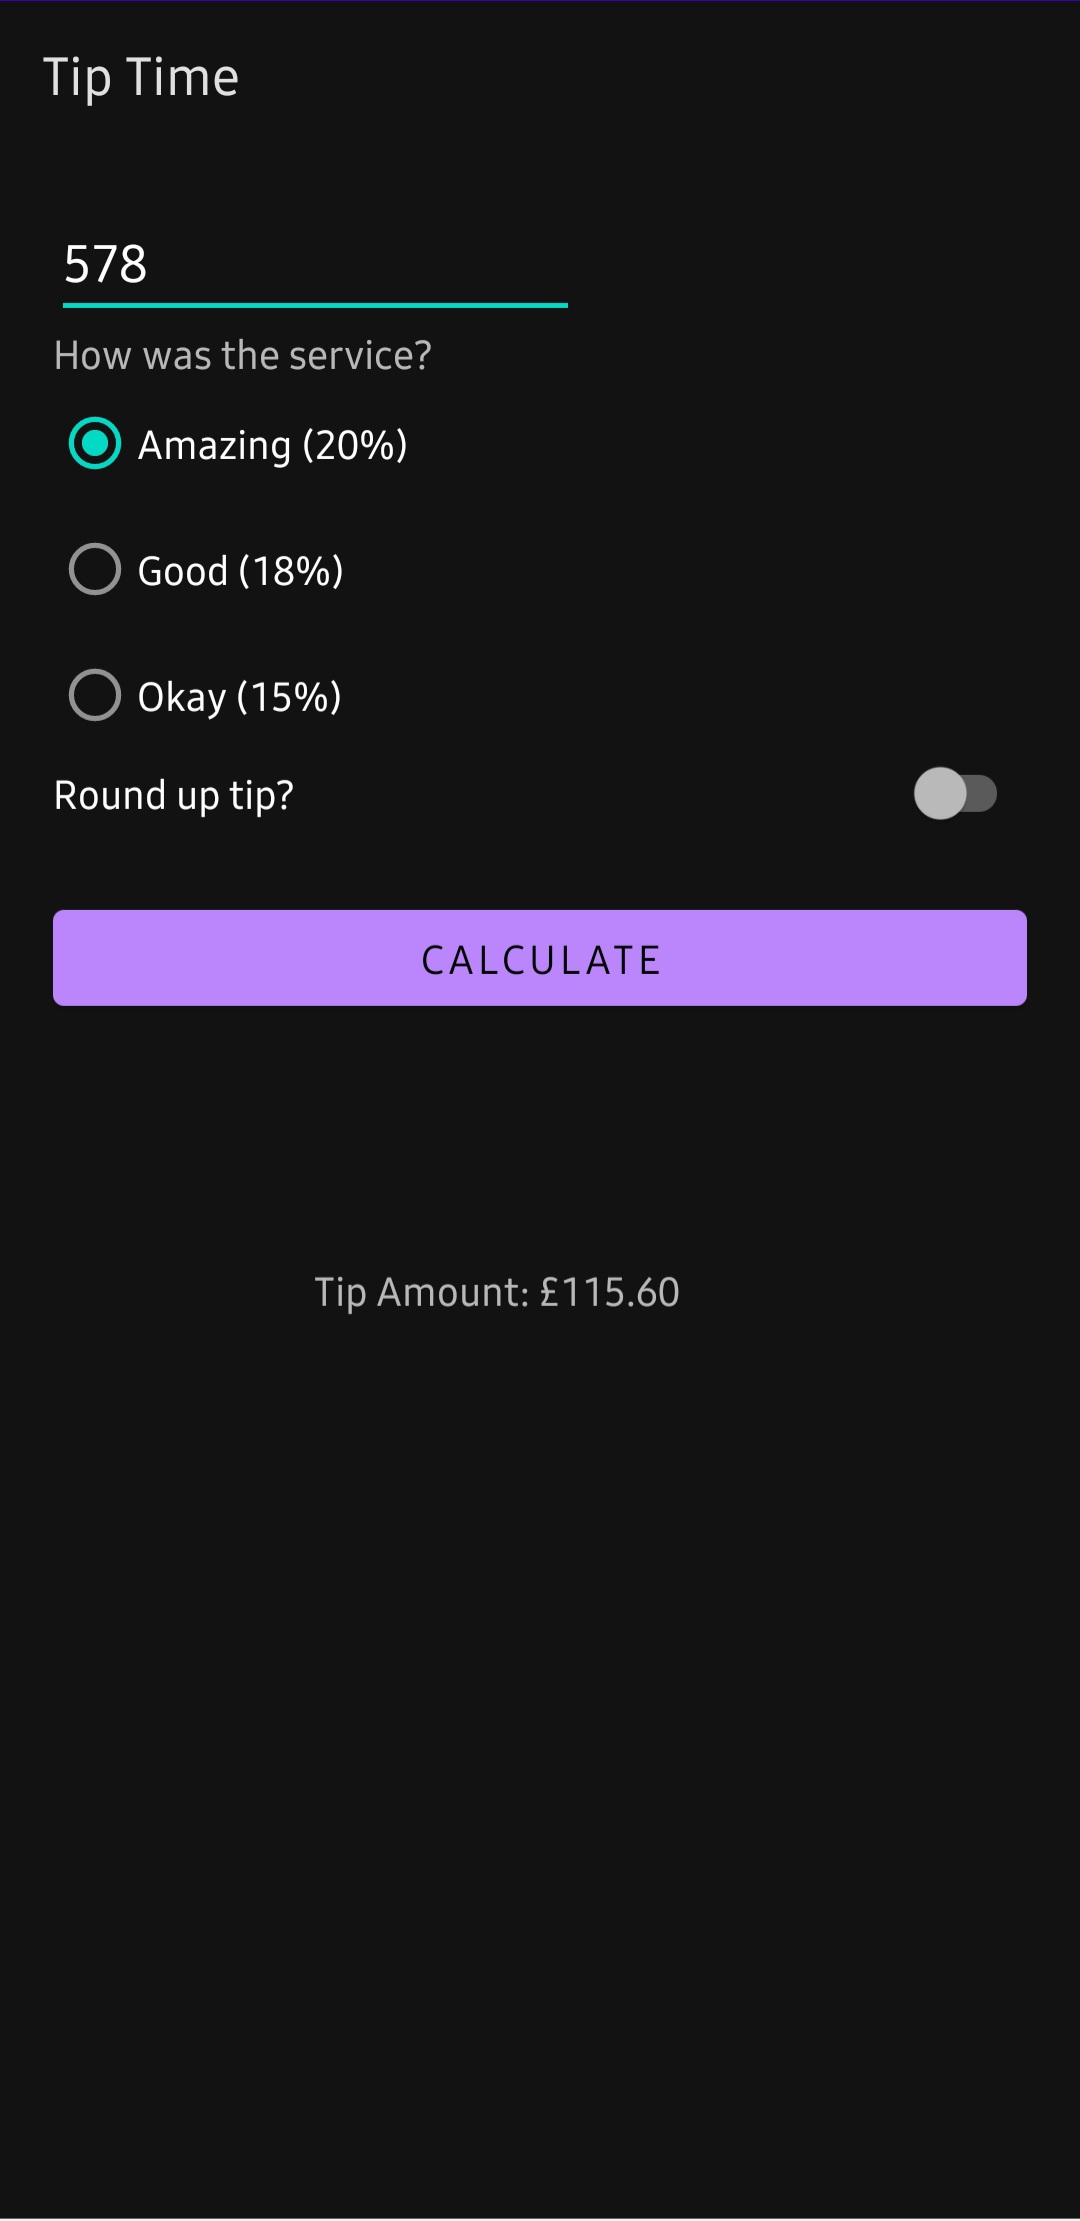 Tip Time
578
How was the service?
Amazing (20%)
Good (18%)
Okay (15%)
Round up tip?
CALCULATE
Tip Amount: £115.60